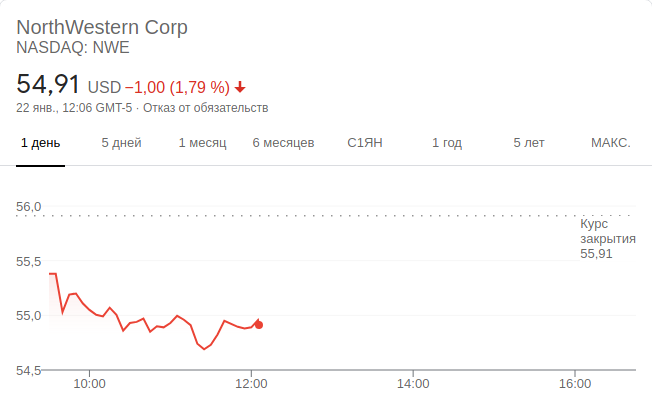 NorthWestern Corp
NASDAQ: NWE
54,91 USD −1,00 (1,79 %)
22 янв., 12:06 GMT-5 · Отказ от обязательств
1 день 5 дней 1 месяц 6 месяцев С1ЯН 1 год 5 лет МАКС.
56,0
Курс
закрытия
55,91
55,5
55,0
54,5
10:00 12:00 14:00 16:00